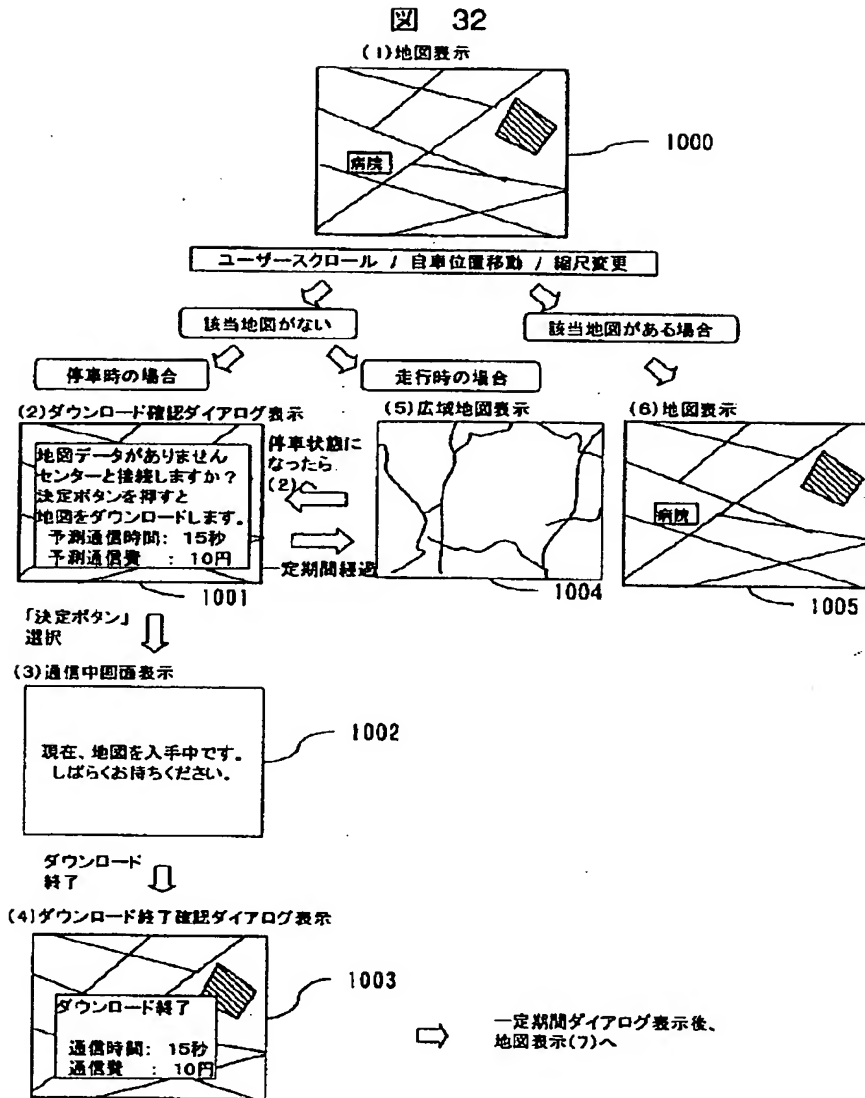 図 32
(1)地図表示
病院
1000
ユーザースクロール / 自車位置移動 / 縮尺変更
該当地図がない
該当地図がある場合
停車時の場合
走行時の場合
(2)ダウンロード確認ダイアログ表示
地図データがありません
センターと接続しますか？
決定ボタンを押すと
地図をダウンロードします。
予測通信時間: 15秒
予測通信費 : 10円
1001
停車状態に
なったら
(2)へ
一定期間経過
(5)広域地図表示
1004
(6)地図表示
病院
1005
「決定ボタン」
選択
(3)通信中画面表示
現在、地図を入手中です。
しばらくお待ちください。
1002
ダウンロード
終了
(4)ダウンロード終了確認ダイアログ表示
ダウンロード終了
通信時間: 15秒
通信費 : 10円
1003
一定期間ダイアログ表示後、
地図表示(7)へ